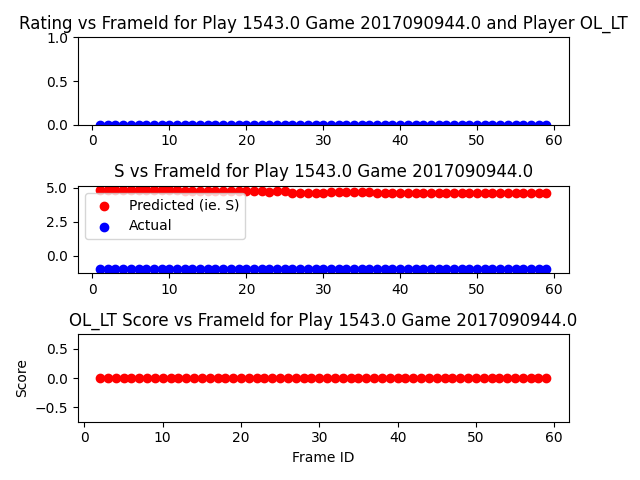 Rating vs FrameId for Play 1543.0 Game 2017090944.0 and Player OL_LT
1.0
0.5
0.0
0 10 20 30 40 50 60
S vs FrameId for Play 1543.0 Game 2017090944.0
5.0
2.5
0.0
Predicted (ie. S)
Actual
0 10 20 30 40 50 60
OL_LT Score vs FrameId for Play 1543.0 Game 2017090944.0
Score
0.5
0.0
−0.5
0 10 20 30 40 50 60
Frame ID